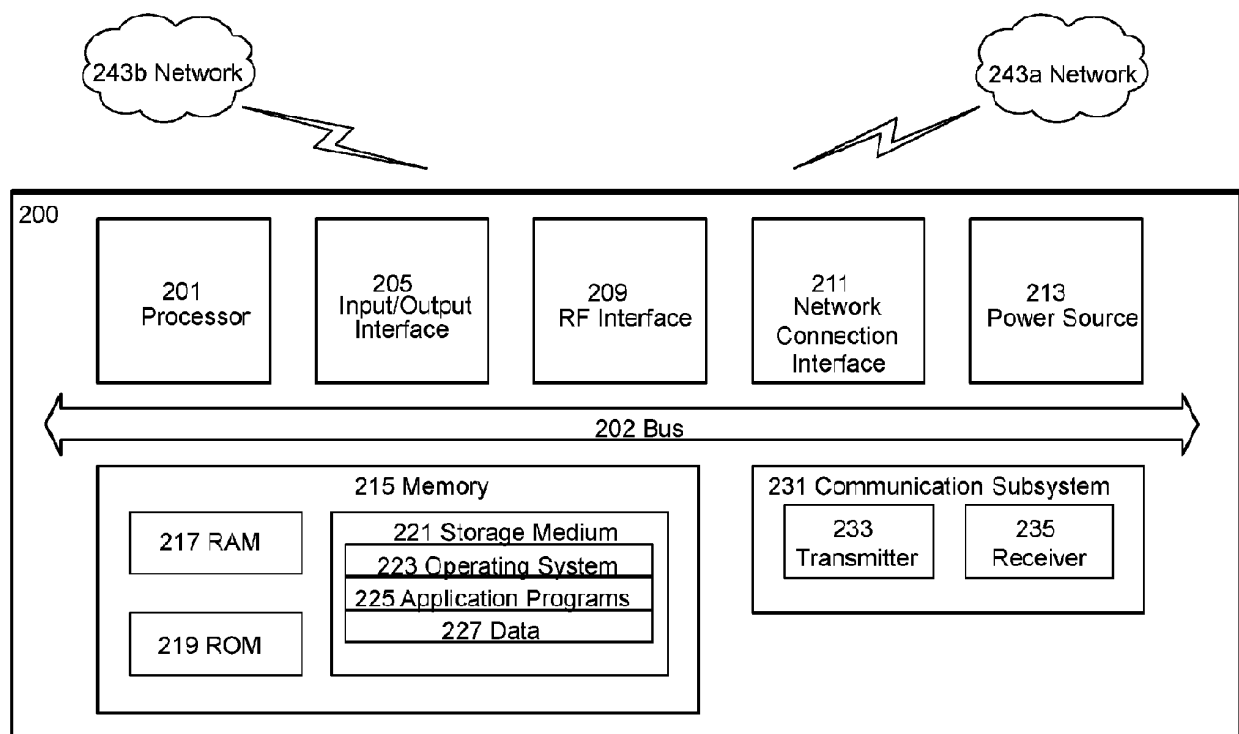 243b Network
243a Network
200
201
Processor
205
Input/Output
Interface
209
RF Interface
211
Network
Connection
Interface
213
Power Source
202 Bus
215 Memory
217 RAM
219 ROM
221 Storage Medium
223 Operating System
225 Application Programs
227 Data
231 Communication Subsystem
233
Transmitter
235
Receiver